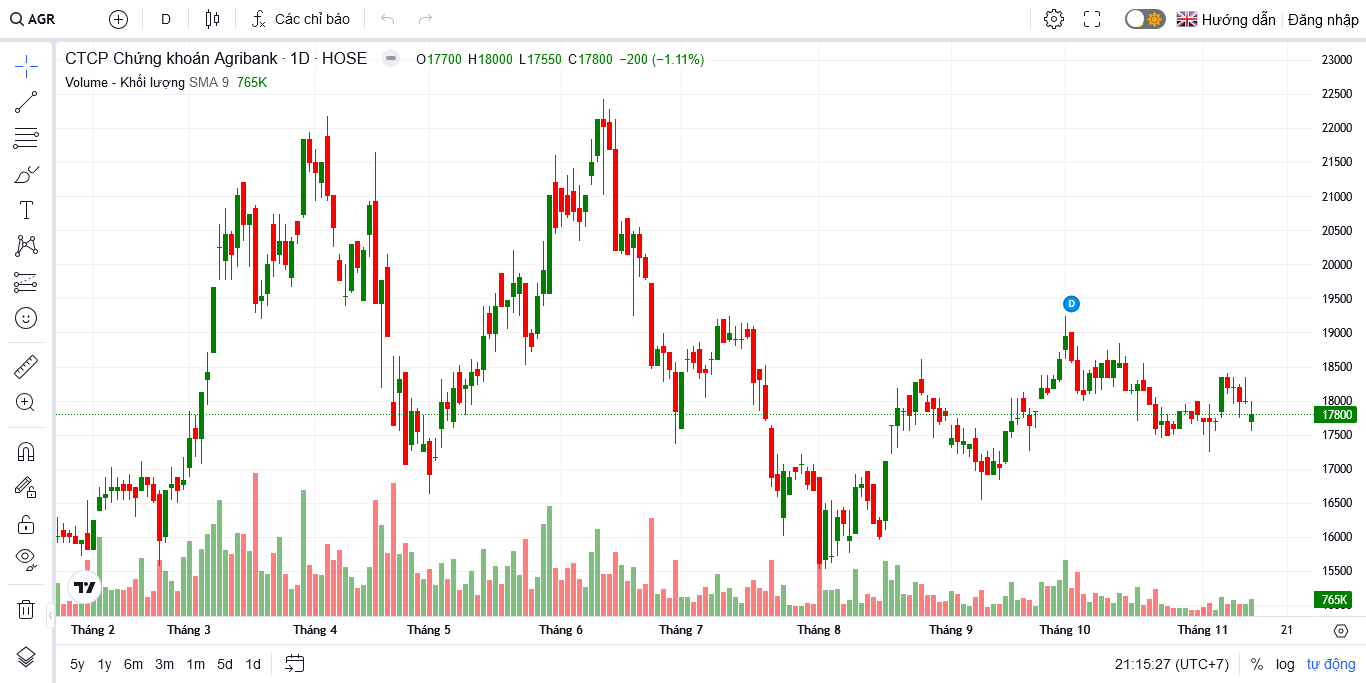 AGR D Các chỉ báo Hướng dẫn Đăng nhập
CTCP Chứng khoán Agribank · 1D · HOSE O17700 H18000 L17550 C17800 −200 (−1.11%)
Volume - Khối lượng SMA 9 765K
23000
22500
22000
21500
21000
20500
20000
19500
D
19000
18500
18000
17800
17500
17000
16500
16000
15500
765K
Tháng 2 Tháng 3 Tháng 4 Tháng 5 Tháng 6 Tháng 7 Tháng 8 Tháng 9 Tháng 10 Tháng 11 21
5y 1y 6m 3m 1m 5d 1d 21:15:27 (UTC+7) % log tự động